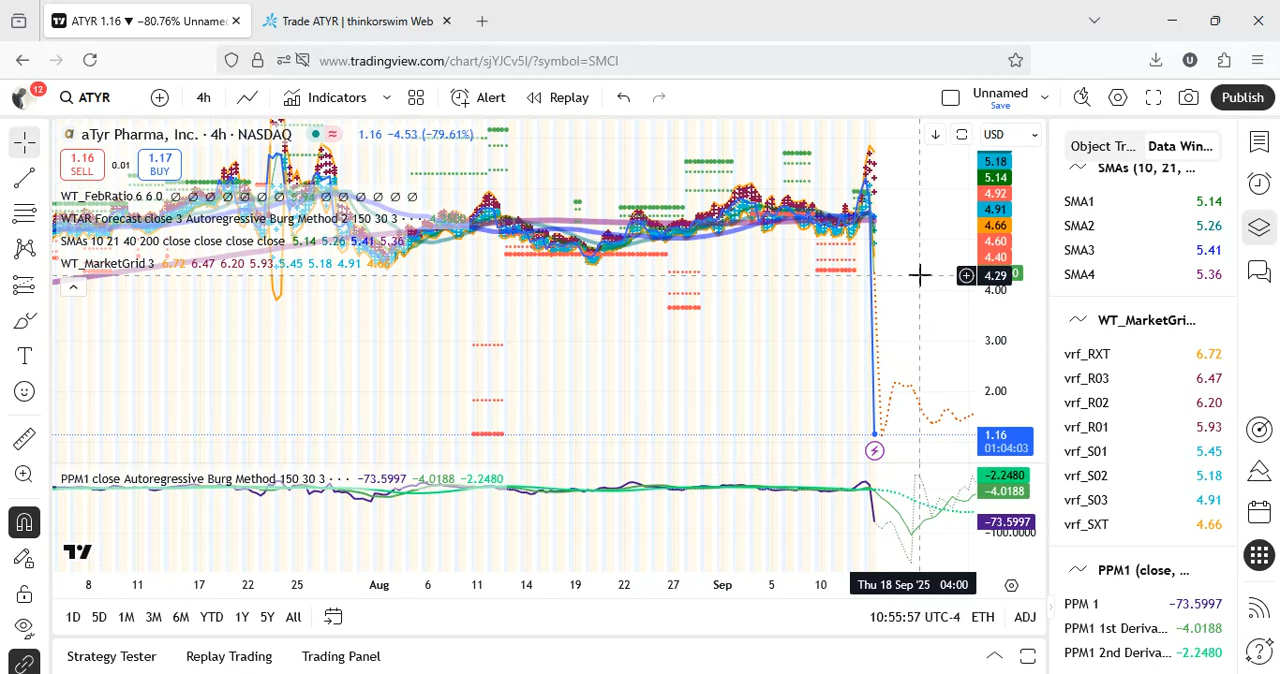 ATYR 1.16 ▼ −80.76% Unname
Trade ATYR | thinkorswim Web
www.tradingview.com/chart/sjYJCv5I/?symbol=SMCI
12
ATYR
4h
Indicators
Alert
Replay
Unnamed
Save
Publish
aTyr Pharma, Inc. · 4h · NASDAQ
1.16 −4.53 (−79.61%)
1.16
SELL
0.01
1.17
BUY
WT_FebRatio 6 6 0 ∅ ∅ ∅ ∅ ∅ ∅ ∅ ∅ ∅ ∅ ∅ ∅ ∅ ∅
WTAR Forecast close 3 Autoregressive Burg Method 2 150 30 3
SMAs 10 21 40 200 close close close close 5.14 5.26 5.41 5.36
WT_MarketGrid 3 6.72 6.47 6.20 5.93 5.45 5.18 4.91
USD
5.18
5.14
4.92
4.91
4.66
4.60
4.40
4.29
4.00
3.00
2.00
1.16
01:04:03
PPM1 close Autoregressive Burg Method 150 30 3 · · · −73.5997 −4.0188 −2.2480
−2.2480
−4.0188
−73.5997
−100.0000
8 11 17 22 25 Aug 6 11 14 19 22 27 Sep 5 10 Thu 18 Sep '25 04:00
1D 5D 1M 3M 6M YTD 1Y 5Y All
10:55:57 UTC-4 ETH ADJ
Strategy Tester Replay Trading Trading Panel
Object Tr... Data Win...
SMAs (10, 21, ...
SMA1 5.14
SMA2 5.26
SMA3 5.41
SMA4 5.36
WT_MarketGri...
vrf_RXT 6.72
vrf_R03 6.47
vrf_R02 6.20
vrf_R01 5.93
vrf_S01 5.45
vrf_S02 5.18
vrf_S03 4.91
vrf_SXT 4.66
PPM1 (close, ...
PPM 1 −73.5997
PPM1 1st Deriva... −4.0188
PPM1 2nd Deriva... −2.2480